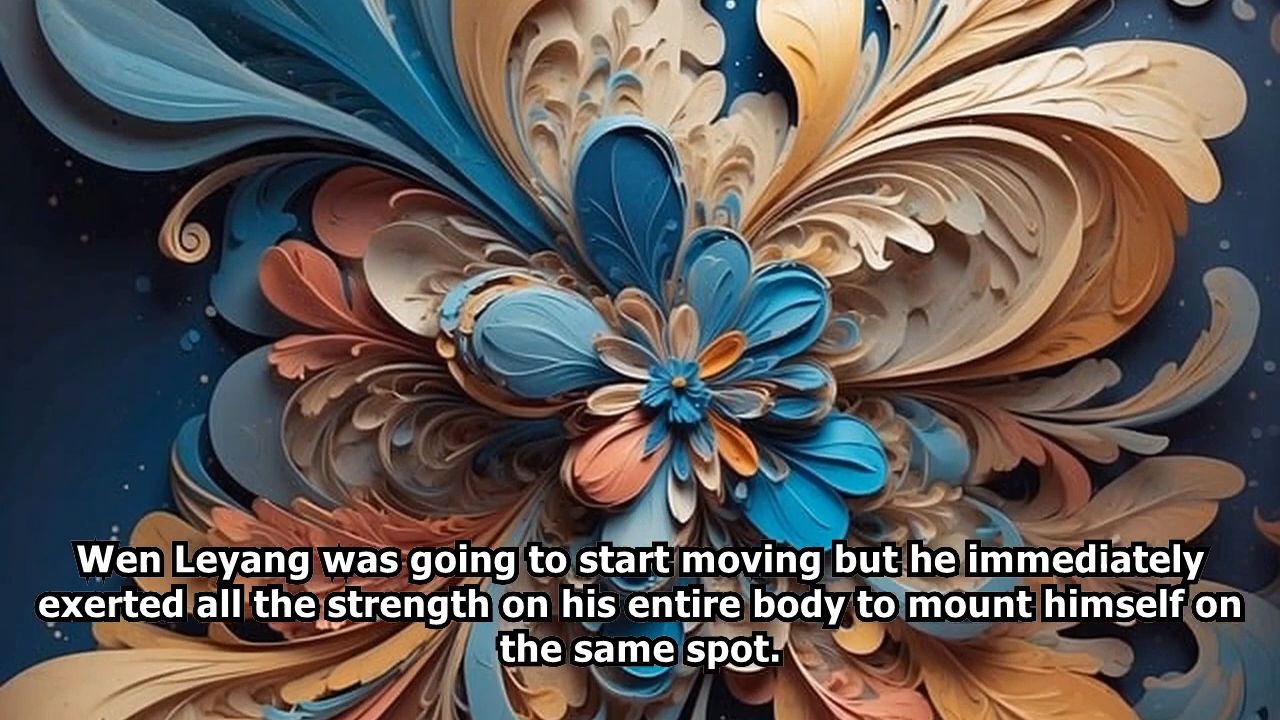 Wen Leyang was going to start moving but he immediately
exerted all the strength on his entire body to mount himself on
the same spot.